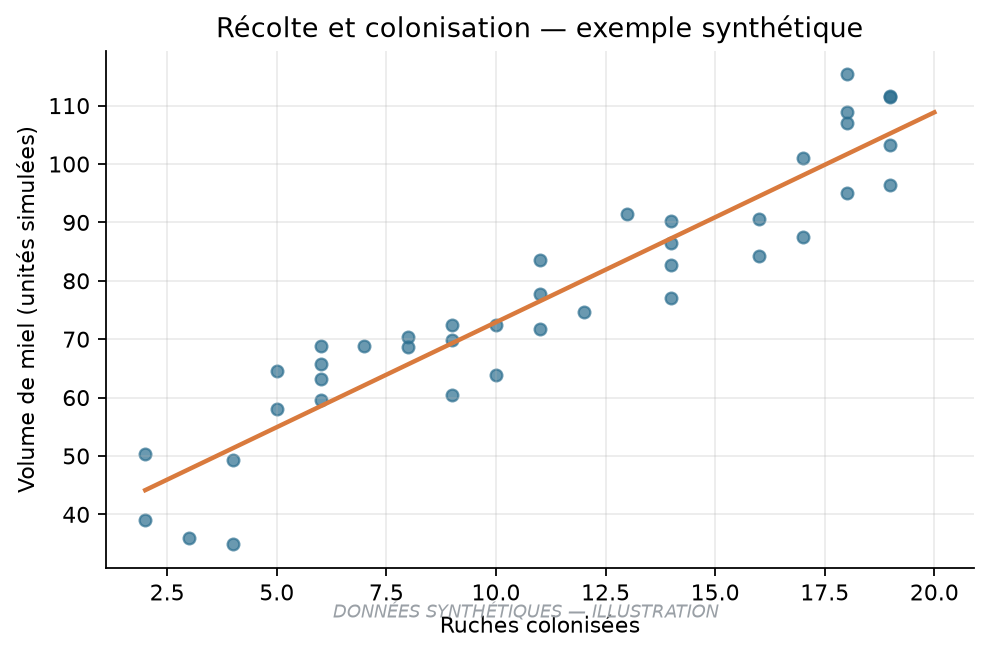 Récolte et colonisation — exemple synthétique
Volume de miel (unités simulées)
110
100
90
80
70
60
50
40
2.5 5.0 7.5 10.0 12.5 15.0 17.5 20.0
DONNÉES SYNTHÉTIQUES — ILLUSTRATION
Ruches colonisées